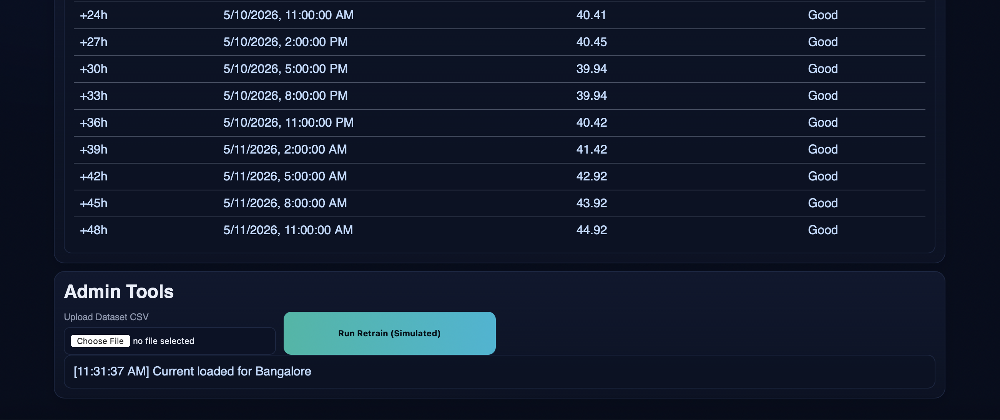 +24h 5/10/2026, 11:00:00 AM 40.41 Good
+27h 5/10/2026, 2:00:00 PM 40.45 Good
+30h 5/10/2026, 5:00:00 PM 39.94 Good
+33h 5/10/2026, 8:00:00 PM 39.94 Good
+36h 5/10/2026, 11:00:00 PM 40.42 Good
+39h 5/11/2026, 2:00:00 AM 41.42 Good
+42h 5/11/2026, 5:00:00 AM 42.92 Good
+45h 5/11/2026, 8:00:00 AM 43.92 Good
+48h 5/11/2026, 11:00:00 AM 44.92 Good
Admin Tools
Upload Dataset CSV
Choose File no file selected
Run Retrain (Simulated)
[11:31:37 AM] Current loaded for Bangalore